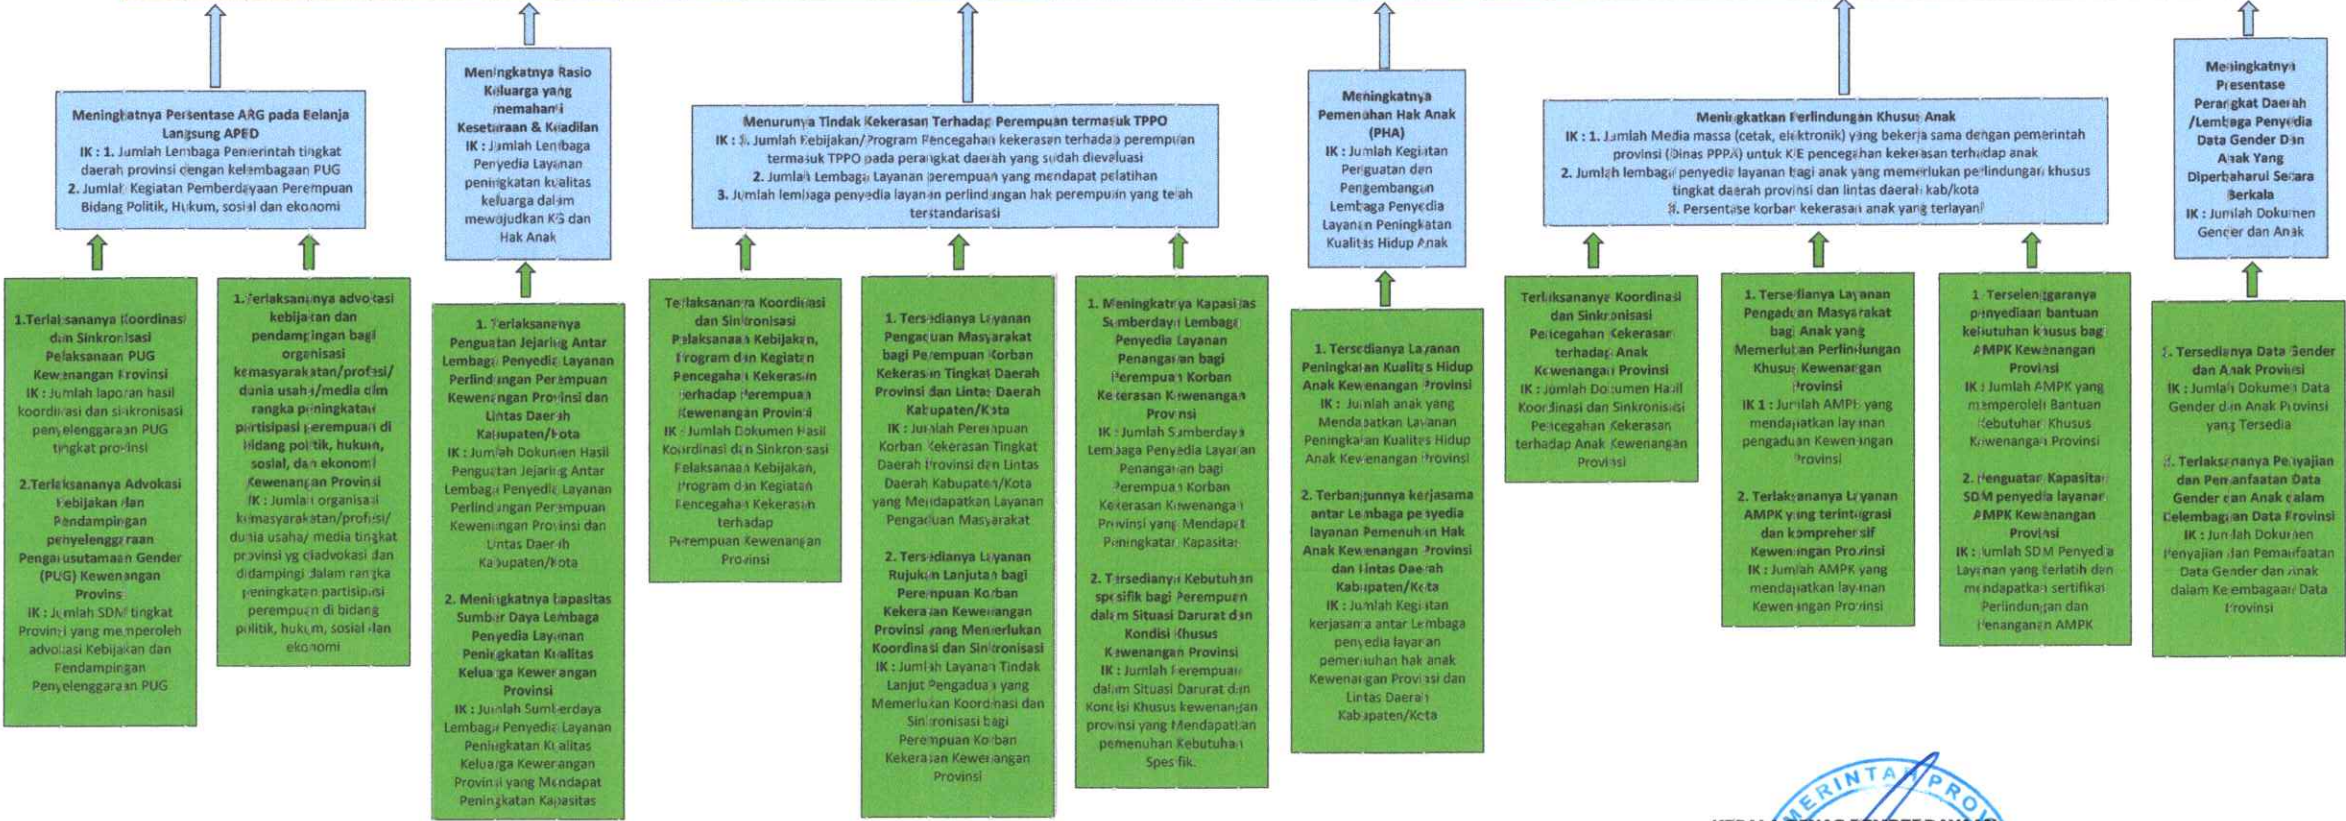 Meningkatnya Persentase ARG pada Belanja
Langsung APBD
IK : 1. Jumlah Lembaga Pemerintah tingkat
daerah provinsi dengan kelembagaan PUG
2. Jumlah Kegiatan Pemberdayaan Perempuan
Bidang Politik, Hukum, sosial dan ekonomi
Meningkatnya Rasio
Keluarga yang
memahami
Kesetaraan & Keadilan
IK : Jumlah Lembaga
Penyedia Layanan
peningkatan kualitas
keluarga dalam
mewujudkan KG dan
Hak Anak
Menurunya Tindak Kekerasan Terhadap Perempuan termasuk TPPO
IK : 1. Jumlah Kebijakan/Program Pencegahan kekerasan terhadap perempuan
termasuk TPPO pada perangkat daerah yang sudah dievaluasi
2. Jumlah Lembaga Layanan perempuan yang mendapat pelatihan
3. Jumlah lembaga penyedia layanan perlindungan hak perempuan yang telah
terstandarisasi
Meningkatnya
Pemenuhan Hak Anak
(PHA)
IK : Jumlah Kegiatan
Penguatan dan
Pengembangan
Lembaga Penyedia
Layanan Peningkatan
Kualitas Hidup Anak
Meningkatkan Perlindungan Khusus Anak
IK : 1. Jumlah Media massa (cetak, elektronik) yang bekerja sama dengan pemerintah
provinsi (Dinas PPPA) untuk KIE pencegahan kekerasan terhadap anak
2. Jumlah lembaga penyedia layanan bagi anak yang memerlukan perlindungan khusus
tingkat daerah provinsi dan lintas daerah kab/kota
3. Persentase korban kekerasan anak yang terlayani
Meningkatnya
Presentase
Perangkat Daerah
/Lembaga Penyedia
Data Gender Dan
Anak Yang
Diperbaharui Secara
Berkala
IK : Jumlah Dokumen
Gender dan Anak
1.Terlaksananya Koordinasi
dan Sinkronisasi
Pelaksanaan PUG
Kewenangan Provinsi
IK : Jumlah laporan hasil
koordinasi dan sinkronisasi
penyelenggaraan PUG
tingkat provinsi
2.Terlaksananya Advokasi
Kebijakan dan
Pendampingan
penyelenggaraan
Pengarusutamaan Gender
(PUG) Kewenangan
Provinsi
IK : Jumlah SDM tingkat
Provinsi yang memperoleh
advokasi Kebijakan dan
Pendampingan
Penyelenggaraan PUG
1.Terlaksananya advokasi
kebijakan dan
pendampingan bagi
organisasi
kemasyarakatan/profesi/
dunia usaha/media dlm
rangka peningkatan
partisipasi perempuan di
bidang politik, hukum,
sosial, dan ekonomi
Kewenangan Provinsi
IK : Jumlah organisasi
kemasyarakatan/profesi/
dunia usaha/ media tingkat
provinsi yg diadvokasi dan
didampingi dalam rangka
peningkatan partisipasi
perempuan di bidang
politik, hukum, sosial dan
ekonomi
1. Terlaksananya
Penguatan Jejaring Antar
Lembaga Penyedia Layanan
Perlindungan Perempuan
Kewenangan Provinsi dan
Lintas Daerah
Kabupaten/Kota
IK : Jumlah Dokumen Hasil
Penguatan Jejaring Antar
Lembaga Penyedia Layanan
Perlindungan Perempuan
Kewenangan Provinsi dan
Lintas Daerah
Kabupaten/Kota
2. Meningkatnya kapasitas
Sumber Daya Lembaga
Penyedia Layanan
Peningkatan Kualitas
Keluarga Kewenangan
Provinsi
IK : Jumlah Sumberdaya
Lembaga Penyedia Layanan
Peningkatan Kualitas
Keluarga Kewenangan
Provinsi yang Mendapat
Peningkatan Kapasitas
Terlaksananya Koordinasi
dan Sinkronisasi
Pelaksanaan Kebijakan,
Program dan Kegiatan
Pencegahan Kekerasan
terhadap Perempuan
Kewenangan Provinsi
IK : Jumlah Dokumen Hasil
Koordinasi dan Sinkronisasi
Pelaksanaan Kebijakan,
Program dan Kegiatan
Pencegahan Kekerasan
terhadap
Perempuan Kewenangan
Provinsi
1. Tersedianya Layanan
Pengaduan Masyarakat
bagi Perempuan Korban
Kekerasan Tingkat Daerah
Provinsi dan Lintas Daerah
Kabupaten/Kota
IK : Jumlah Perempuan
Korban Kekerasan Tingkat
Daerah Provinsi dan Lintas
Daerah Kabupaten/Kota
yang Mendapatkan Layanan
Pengaduan Masyarakat
2. Tersedianya Layanan
Rujukan Lanjutan bagi
Perempuan Korban
Kekerasan Kewenangan
Provinsi yang Memerlukan
Koordinasi dan Sinkronisasi
IK : Jumlah Layanan Tindak
Lanjut Pengaduan yang
Memerlukan Koordinasi dan
Sinkronisasi bagi
Perempuan Korban
Kekerasan Kewenangan
Provinsi
1. Meningkatnya Kapasitas
Sumberdaya Lembaga
Penyedia Layanan
Penanganan bagi
Perempuan Korban
Kekerasan Kewenangan
Provinsi
IK : Jumlah Sumberdaya
Lembaga Penyedia Layanan
Penanganan bagi
Perempuan Korban
Kekerasan Kewenangan
Provinsi yang Mendapat
Peningkatan Kapasitas
2. Tersedianya Kebutuhan
spesifik bagi Perempuan
dalam Situasi Darurat dan
Kondisi Khusus
Kewenangan Provinsi
IK : Jumlah Perempuan
dalam Situasi Darurat dan
Kondisi Khusus kewenangan
provinsi yang Mendapatkan
pemenuhan Kebutuhan
Spesifik.
1. Tersedianya Layanan
Peningkatan Kualitas Hidup
Anak Kewenangan Provinsi
IK : Jumlah anak yang
Mendapatkan Layanan
Peningkatan Kualitas Hidup
Anak Kewenangan Provinsi
2. Terbangunnya kerjasama
antar Lembaga penyedia
layanan Pemenuhan Hak
Anak Kewenangan Provinsi
dan Lintas Daerah
Kabupaten/Kota
IK : Jumlah Kegiatan
kerjasama antar Lembaga
penyedia layanan
pemenuhan hak anak
Kewenangan Provinsi dan
Lintas Daerah
Kabupaten/Kota
Terlaksananya Koordinasi
dan Sinkronisasi
Pencegahan Kekerasan
terhadap Anak
Kewenangan Provinsi
IK : Jumlah Dokumen Hasil
Koordinasi dan Sinkronisasi
Pencegahan Kekerasan
terhadap Anak Kewenangan
Provinsi
1. Tersedianya Layanan
Pengaduan Masyarakat
bagi Anak yang
Memerlukan Perlindungan
Khusus Kewenangan
Provinsi
IK 1 : Jumlah AMPK yang
mendapatkan layanan
pengaduan Kewenangan
Provinsi
2. Terlaksananya Layanan
AMPK yang terintegrasi
dan komprehensif
Kewenangan Provinsi
IK : Jumlah AMPK yang
mendapatkan layanan
Kewenangan Provinsi
1. Terselenggaranya
penyediaan bantuan
kebutuhan khusus bagi
AMPK Kewenangan
Provinsi
IK : Jumlah AMPK yang
memperoleh Bantuan
Kebutuhan Khusus
Kewenangan Provinsi
2. Penguatan Kapasitas
SDM penyedia layanan
AMPK Kewenangan
Provinsi
IK : Jumlah SDM Penyedia
Layanan yang terlatih dan
mendapatkan sertifikat
Perlindungan dan
Penanganan AMPK
1. Tersedianya Data Gender
dan Anak Provinsi
IK : Jumlah Dokumen Data
Gender dan Anak Provinsi
yang Tersedia
2. Terlaksananya Penyajian
dan Pemanfaatan Data
Gender dan Anak dalam
Kelembagaan Data Provinsi
IK : Jumlah Dokumen
Penyajian dan Pemanfaatan
Data Gender dan Anak
dalam Kelembagaan Data
Provinsi